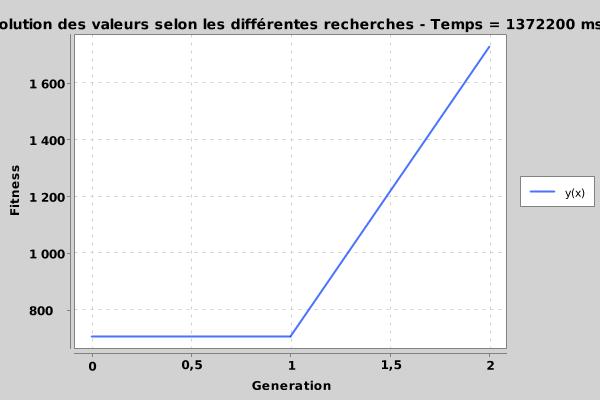 olution des valeurs selon les différentes recherches - Temps = 1372200 ms
1 600
1 400
1 200
1 000
800
Fitness
0
0,5
1
1,5
2
Generation
y(x)